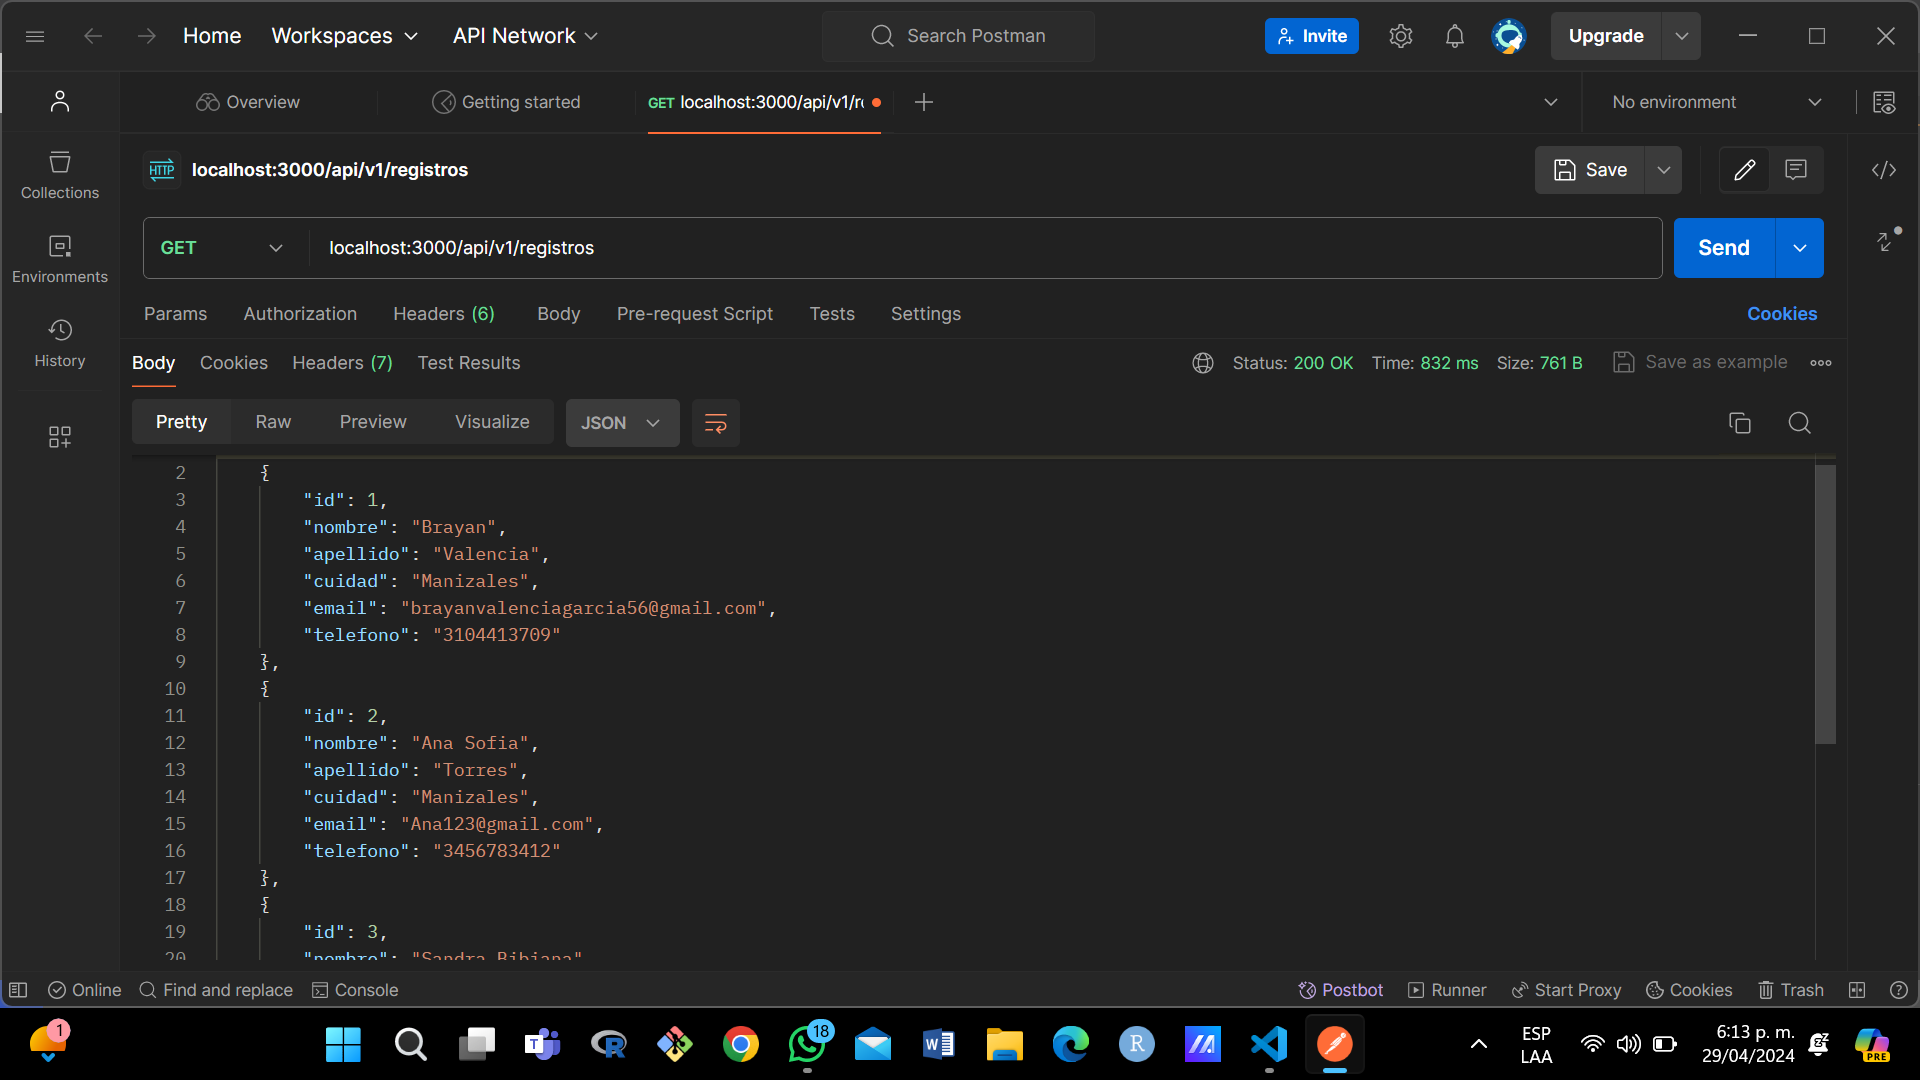 Home Workspaces API Network Search Postman Invite Upgrade
Overview Getting started GET localhost:3000/api/v1/r No environment
HTTP localhost:3000/api/v1/registros Save
GET localhost:3000/api/v1/registros Send
Params Authorization Headers (6) Body Pre-request Script Tests Settings Cookies
Body Cookies Headers (7) Test Results Status: 200 OK Time: 832 ms Size: 761 B Save as example
Pretty Raw Preview Visualize JSON
Collections
Environments
History
2 {
3 "id": 1,
4 "nombre": "Brayan",
5 "apellido": "Valencia",
6 "cuidad": "Manizales",
7 "email": "brayanvalenciagarcia56@gmail.com",
8 "telefono": "3104413709"
9 },
10 {
11 "id": 2,
12 "nombre": "Ana Sofia",
13 "apellido": "Torres",
14 "cuidad": "Manizales",
15 "email": "Ana123@gmail.com",
16 "telefono": "3456783412"
17 },
18 {
19 "id": 3,
20 "nombre": "Sandra Bibiana"
Online Find and replace Console Postbot Runner Start Proxy Cookies Trash
1 18 ESP 6:13 p. m.
LAA 29/04/2024 PRE